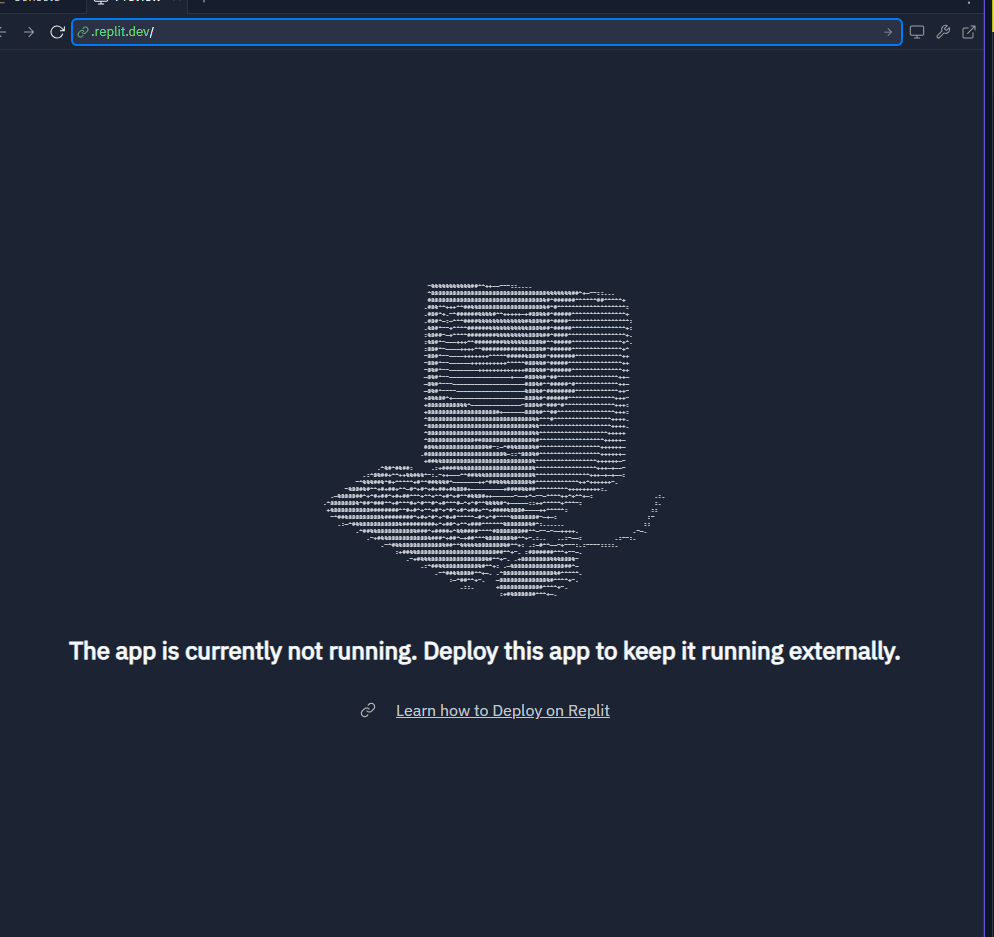 .replit.dev/
The app is currently not running. Deploy this app to keep it running externally.
Learn how to Deploy on Replit